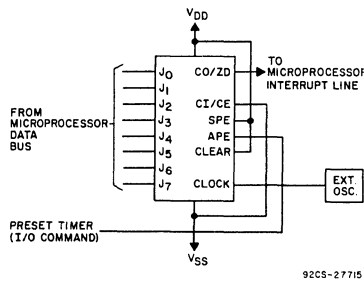 VDD
J0
J1
J2
J3
J4
J5
J6
J7
CO/ZD
CI/CE
SPE
APE
CLEAR
CLOCK
TO
MICROPROCESSOR
INTERRUPT LINE
FROM
MICROPROCESSOR
DATA
BUS
EXT.
OSC.
PRESET TIMER
(I/O COMMAND)
VSS
92CS-27715